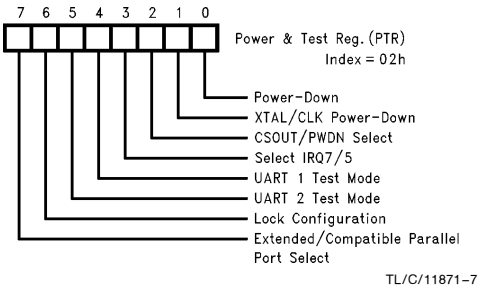 7 6 5 4 3 2 1 0
Power & Test Reg.(PTR)
Index = 02h
Power-Down
XTAL/CLK Power-Down
CSOUT/PWDN Select
Select IRQ7/5
UART 1 Test Mode
UART 2 Test Mode
Lock Configuration
Extended/Compatible Parallel
Port Select
TL/C/11871-7